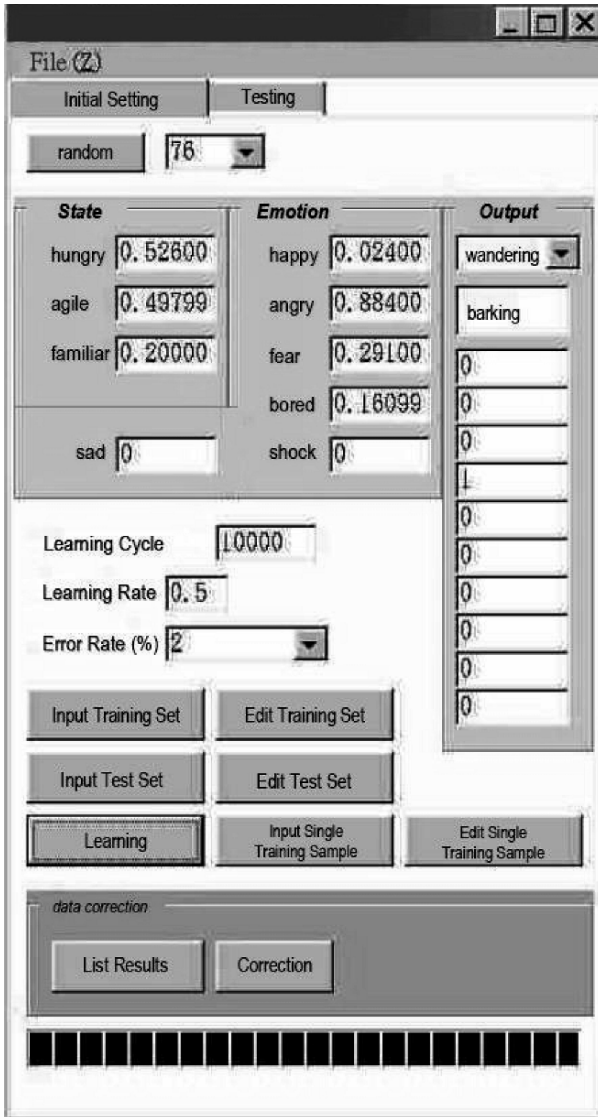 File (Z)
Initial Setting Testing
random 76
State Emotion Output
hungry 0.52600 happy 0.02400 wandering
agile 0.49799 angry 0.88400 barking
familiar 0.20000 fear 0.29100 0
bored 0.16099 0
sad 0 shock 0 0
1
Learning Cycle 10000 0
0
Learning Rate 0.5 0
Error Rate (%) 2 0
0
Input Training Set Edit Training Set 0
Input Test Set Edit Test Set
Learning Input Single Training Sample Edit Single Training Sample
data correction
List Results Correction